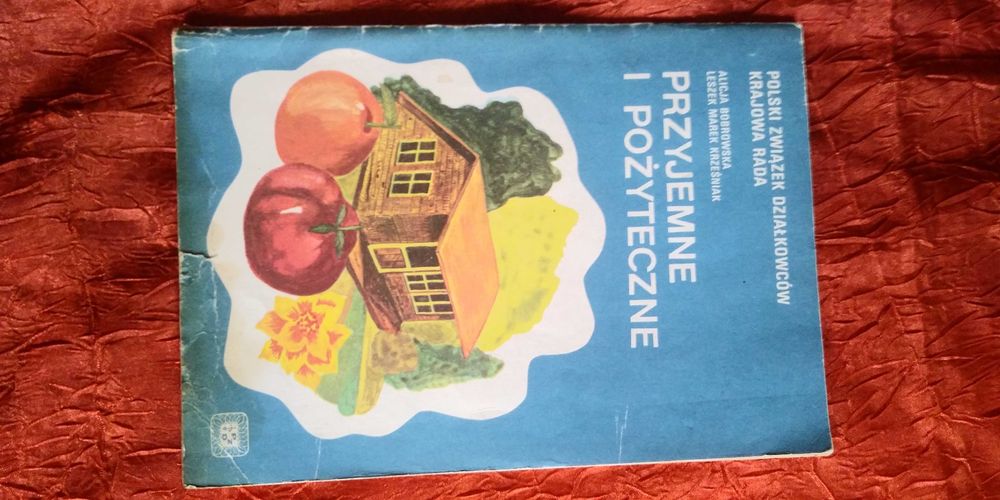 POLSKI ZWIĄZEK DZIAŁKOWCÓW
KRAJOWA RADA
ALICJA BOBROWSKA
LESZEK MAREK KRZEŚNIAK
PRZYJEMNE
I POŻYTECZNE